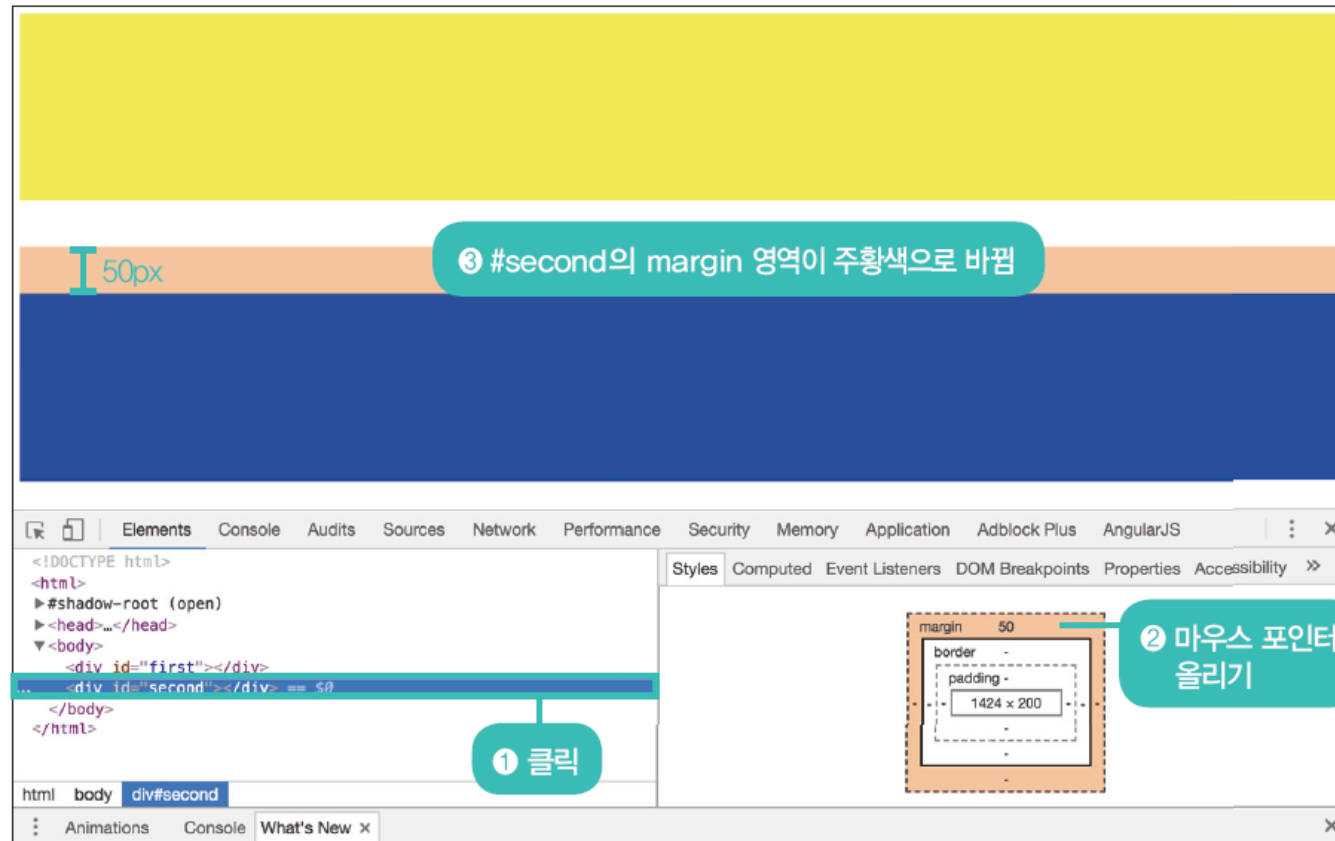 50px
❸ #second의 margin 영역이 주황색으로 바뀜
Elements Console Audits Sources Network Performance Security Memory Application Adblock Plus AngularJS
<!DOCTYPE html>
<html>
▶#shadow-root (open)
▶<head>…</head>
▼<body>
<div id="first"></div>
... <div id="second"></div> == $0
</body>
</html>
❶ 클릭
html body div#second
Styles Computed Event Listeners DOM Breakpoints Properties Accessibility »
margin 50
border -
padding -
- - - 1424 × 200 - - -
-
-
-
❷ 마우스 포인터
올리기
Animations Console What's New ×